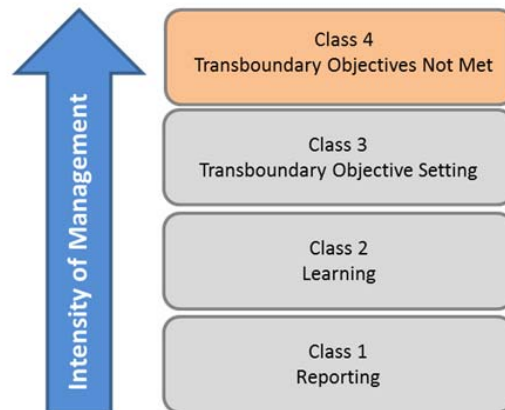 Intensity of Management
Class 4
Transboundary Objectives Not Met
Class 3
Transboundary Objective Setting
Class 2
Learning
Class 1
Reporting